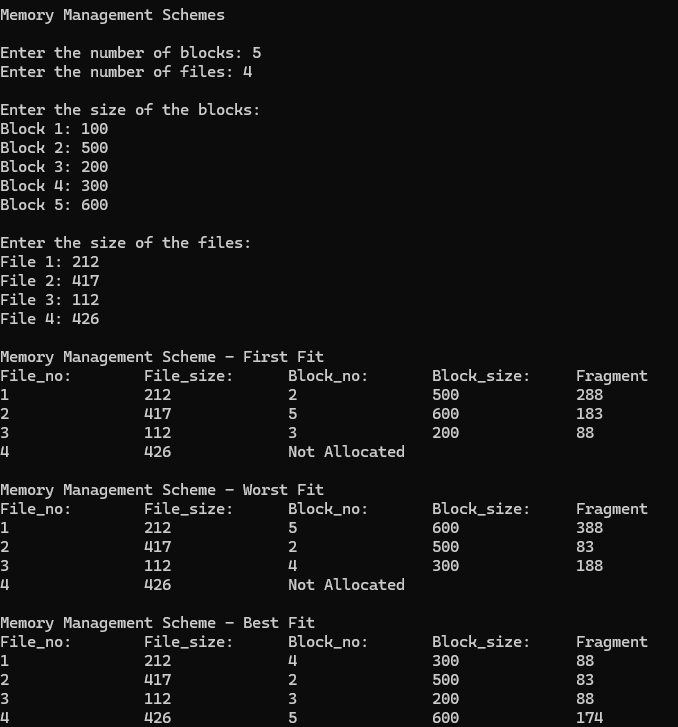 Memory Management Schemes
Enter the number of blocks: 5
Enter the number of files: 4
Enter the size of the blocks:
Block 1: 100
Block 2: 500
Block 3: 200
Block 4: 300
Block 5: 600
Enter the size of the files:
File 1: 212
File 2: 417
File 3: 112
File 4: 426
Memory Management Scheme - First Fit
File_no: File_size: Block_no: Block_size: Fragment
1 212 2 500 288
2 417 5 600 183
3 112 3 200 88
4 426 Not Allocated
Memory Management Scheme - Worst Fit
File_no: File_size: Block_no: Block_size: Fragment
1 212 5 600 388
2 417 2 500 83
3 112 4 300 188
4 426 Not Allocated
Memory Management Scheme - Best Fit
File_no: File_size: Block_no: Block_size: Fragment
1 212 4 300 88
2 417 2 500 83
3 112 3 200 88
4 426 5 600 174